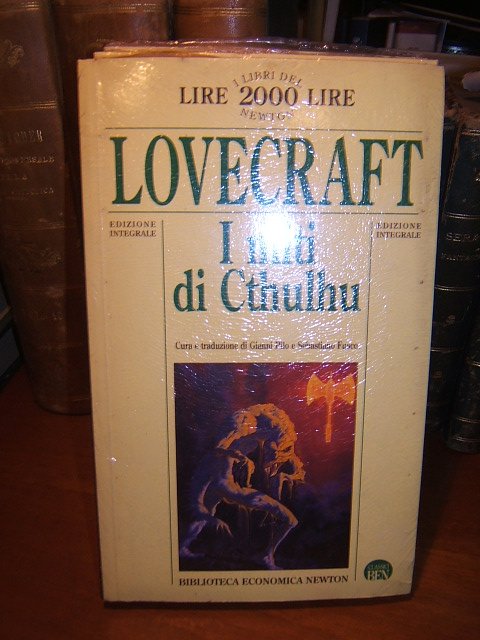 I LIBRI DEL
LIRE 2000 LIRE
NEWTON
LOVECRAFT
EDIZIONE
INTEGRALE
EDIZIONE
INTEGRALE
I miti
di Cthulhu
Cura e traduzione di Gianni Pilo e Sebastiano Fusco
BIBLIOTECA ECONOMICA NEWTON
CLASSICI
BEN